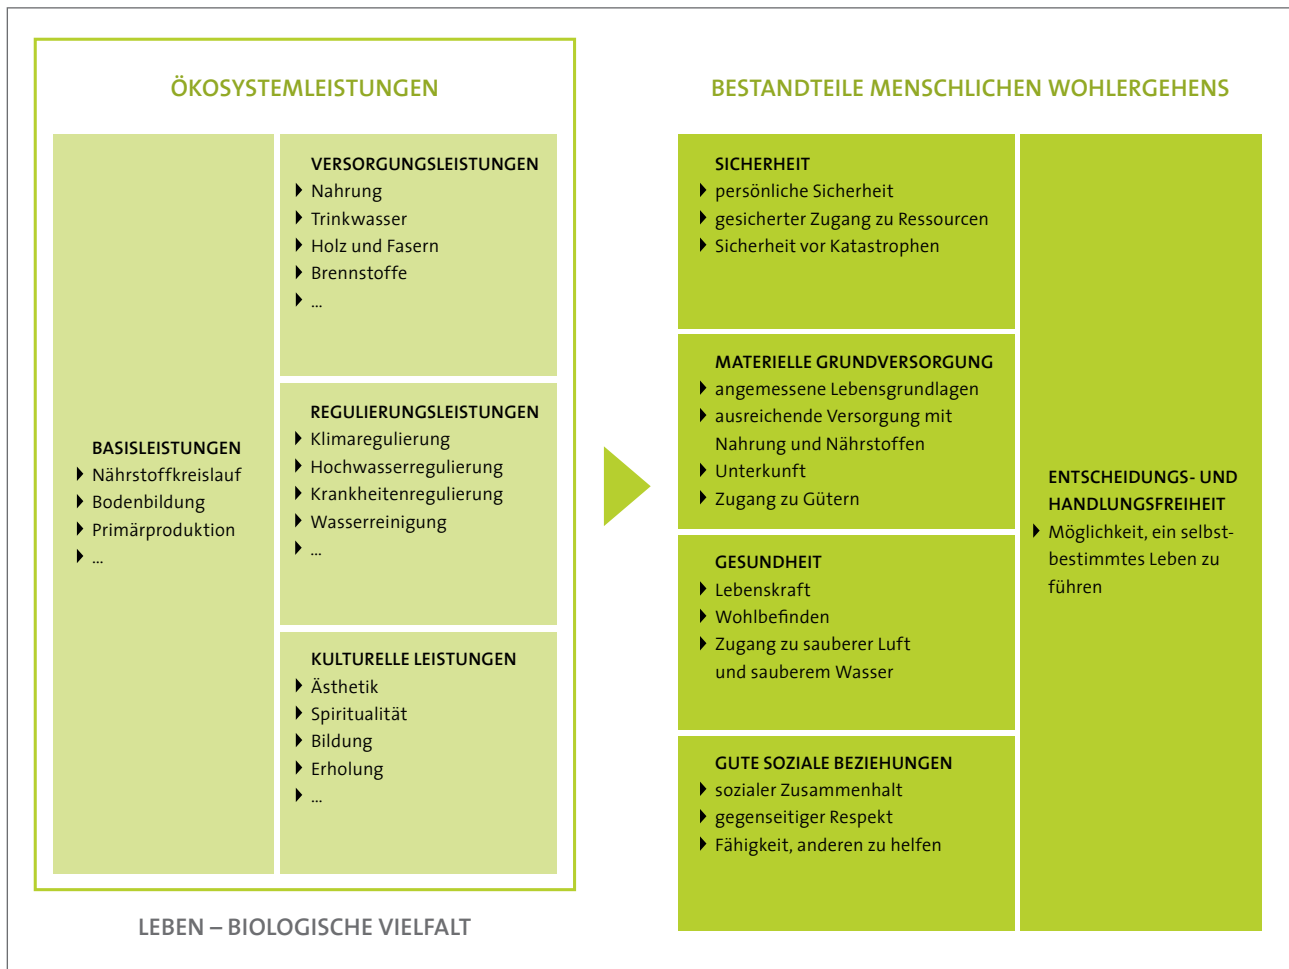 ÖKOSYSTEMLEISTUNGEN
BASISLEISTUNGEN
Nährstoffkreislauf
Bodenbildung
Primärproduktion
...
VERSORGUNGSLEISTUNGEN
Nahrung
Trinkwasser
Holz und Fasern
Brennstoffe
...
REGULIERUNGSLEISTUNGEN
Klimaregulierung
Hochwasserregulierung
Krankheitenregulierung
Wasserreinigung
...
KULTURELLE LEISTUNGEN
Ästhetik
Spiritualität
Bildung
Erholung
...
LEBEN – BIOLOGISCHE VIELFALT
BESTANDTEILE MENSCHLICHEN WOHLERGEHENS
SICHERHEIT
persönliche Sicherheit
gesicherter Zugang zu Ressourcen
Sicherheit vor Katastrophen
MATERIELLE GRUNDVERSORGUNG
angemessene Lebensgrundlagen
ausreichende Versorgung mit
Nahrung und Nährstoffen
Unterkunft
Zugang zu Gütern
GESUNDHEIT
Lebenskraft
Wohlbefinden
Zugang zu sauberer Luft
und sauberem Wasser
GUTE SOZIALE BEZIEHUNGEN
sozialer Zusammenhalt
gegenseitiger Respekt
Fähigkeit, anderen zu helfen
ENTSCHEIDUNGS- UND
HANDLUNGSFREIHEIT
Möglichkeit, ein selbst-
bestimmtes Leben zu
führen